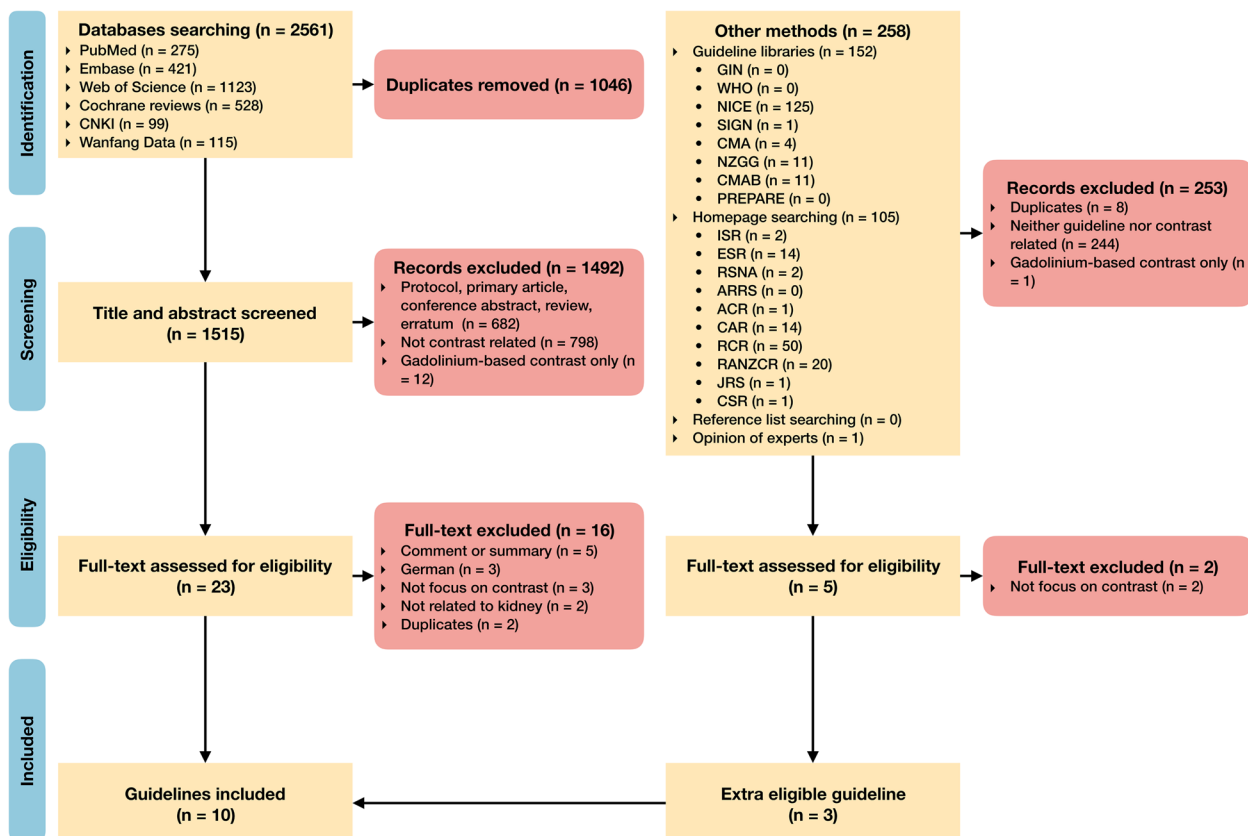 Identification
Databases searching (n = 2561)
PubMed (n = 275)
Embase (n = 421)
Web of Science (n = 1123)
Cochrane reviews (n = 528)
CNKI (n = 99)
Wanfang Data (n = 115)
Duplicates removed (n = 1046)
Other methods (n = 258)
Guideline libraries (n = 152)
GIN (n = 0)
WHO (n = 0)
NICE (n = 125)
SIGN (n = 1)
CMA (n = 4)
NZGG (n = 11)
CMAB (n = 11)
PREPARE (n = 0)
Homepage searching (n = 105)
ISR (n = 2)
ESR (n = 14)
RSNA (n = 2)
ARRS (n = 0)
ACR (n = 1)
CAR (n = 14)
RCR (n = 50)
RANZCR (n = 20)
JRS (n = 1)
CSR (n = 1)
Reference list searching (n = 0)
Opinion of experts (n = 1)
Records excluded (n = 253)
Duplicates (n = 8)
Neither guideline nor contrast
related (n = 244)
Gadolinium-based contrast only (n
= 1)
Screening
Title and abstract screened
(n = 1515)
Records excluded (n = 1492)
Protocol, primary article,
conference abstract, review,
erratum (n = 682)
Not contrast related (n = 798)
Gadolinium-based contrast only (n
= 12)
Eligibility
Full-text assessed for eligibility
(n = 23)
Full-text excluded (n = 16)
Comment or summary (n = 5)
German (n = 3)
Not focus on contrast (n = 3)
Not related to kidney (n = 2)
Duplicates (n = 2)
Full-text assessed for eligibility
(n = 5)
Full-text excluded (n = 2)
Not focus on contrast (n = 2)
Included
Guidelines included
(n = 10)
Extra eligible guideline
(n = 3)